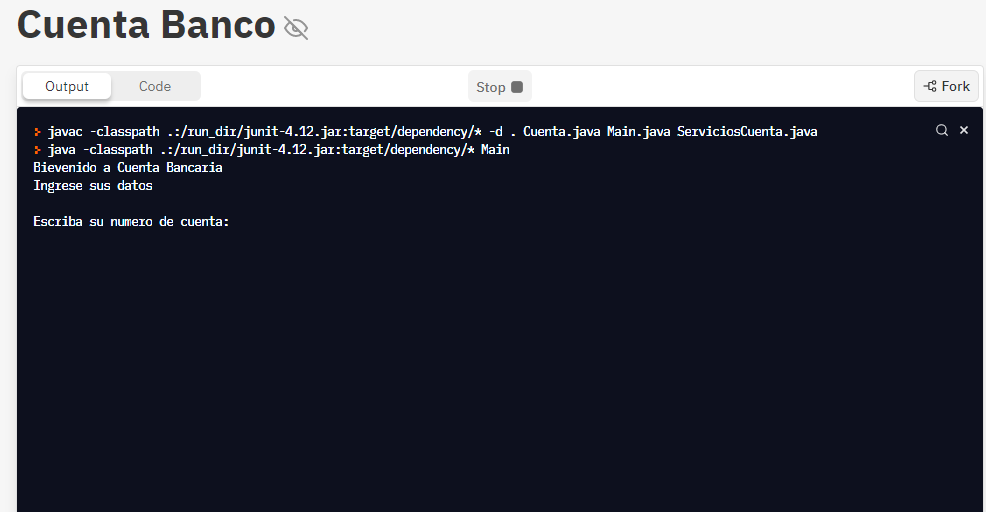 Cuenta Banco
Output
Code
Stop
Fork
javac -classpath .:/run_dir/junit-4.12.jar:target/dependency/* -d . Cuenta.java Main.java ServiciosCuenta.java
java -classpath .:/run_dir/junit-4.12.jar:target/dependency/* Main
Bievenido a Cuenta Bancaria
Ingrese sus datos
Escriba su numero de cuenta: